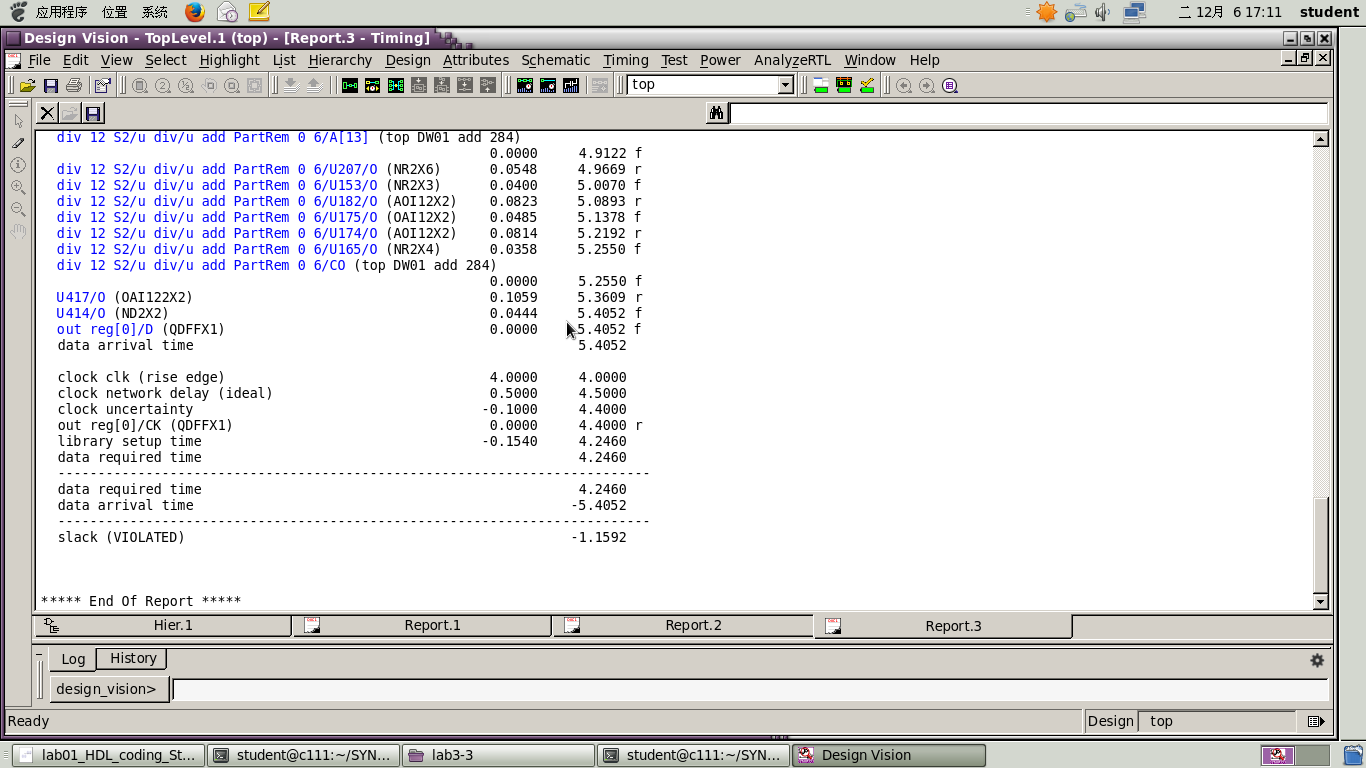 应用程序 位置 系统 二 12月 6 17:11 student
Design Vision - TopLevel.1 (top) - [Report.3 - Timing]
File Edit View Select Highlight List Hierarchy Design Attributes Schematic Timing Test Power AnalyzeRTL Window Help
top
div 12 S2/u div/u add PartRem 0 6/A[13] (top DW01 add 284)
0.0000 4.9122 f
div 12 S2/u div/u add PartRem 0 6/U207/O (NR2X6) 0.0548 4.9669 r
div 12 S2/u div/u add PartRem 0 6/U153/O (NR2X3) 0.0400 5.0070 f
div 12 S2/u div/u add PartRem 0 6/U182/O (AOI12X2) 0.0823 5.0893 r
div 12 S2/u div/u add PartRem 0 6/U175/O (OAI12X2) 0.0485 5.1378 f
div 12 S2/u div/u add PartRem 0 6/U174/O (AOI12X2) 0.0814 5.2192 r
div 12 S2/u div/u add PartRem 0 6/U165/O (NR2X4) 0.0358 5.2550 f
div 12 S2/u div/u add PartRem 0 6/CO (top DW01 add 284)
0.0000 5.2550 f
U417/O (OAI122X2) 0.1059 5.3609 r
U414/O (ND2X2) 0.0444 5.4052 f
out reg[0]/D (QDFFX1) 0.0000 5.4052 f
data arrival time 5.4052
clock clk (rise edge) 4.0000 4.0000
clock network delay (ideal) 0.5000 4.5000
clock uncertainty -0.1000 4.4000
out reg[0]/CK (QDFFX1) 0.0000 4.4000 r
library setup time -0.1540 4.2460
data required time 4.2460
--------------------------------------------------------------------------
data required time 4.2460
data arrival time -5.4052
--------------------------------------------------------------------------
slack (VIOLATED) -1.1592
***** End Of Report *****
Hier.1 Report.1 Report.2 Report.3
Log History
design_vision>
Ready Design top
lab01_HDL_coding_St... student@c111:~/SYN... lab3-3 student@c111:~/SYN... Design Vision